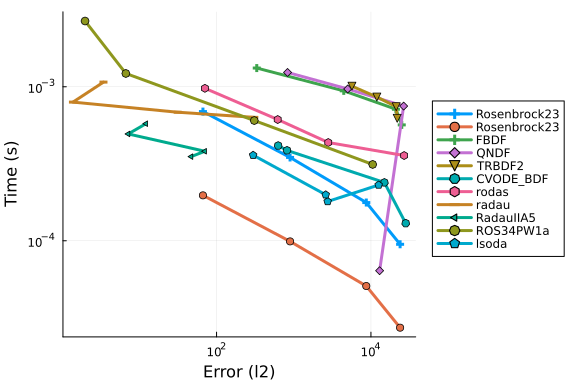 10⁻³
10⁻⁴
Time (s)
10² 10⁴
Error (l2)
Rosenbrock23
Rosenbrock23
FBDF
QNDF
TRBDF2
CVODE_BDF
rodas
radau
RadauIIA5
ROS34PW1a
lsoda